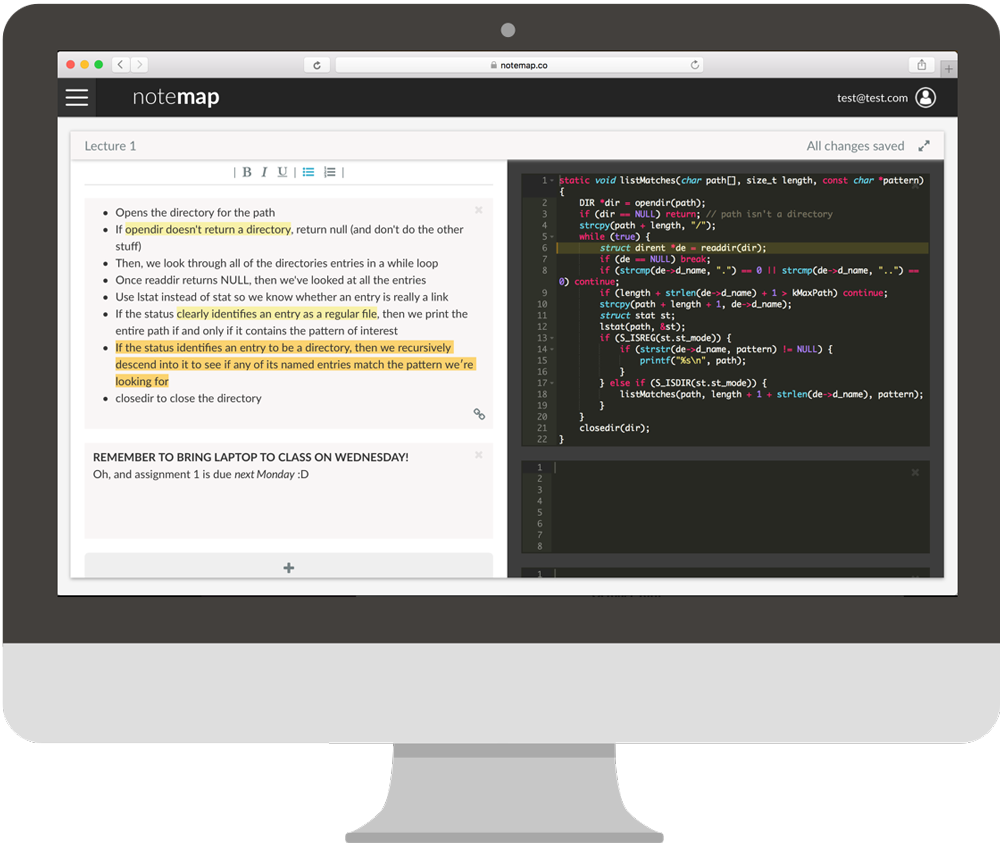 notemap.co
notemap
test@test.com
Lecture 1
All changes saved
| B I U | |
Opens the directory for the path
If opendir doesn't return a directory, return null (and don't do the other
stuff)
Then, we look through all of the directories entries in a while loop
Once readdir returns NULL, then we've looked at all the entries
Use lstat instead of stat so we know whether an entry is really a link
If the status clearly identifies an entry as a regular file, then we print the
entire path if and only if it contains the pattern of interest
If the status identifies an entry to be a directory, then we recursively
descend into it to see if any of its named entries match the pattern we're
looking for
closedir to close the directory
REMEMBER TO BRING LAPTOP TO CLASS ON WEDNESDAY!
Oh, and assignment 1 is due next Monday :D
+
1 static void listMatches(char path[], size_t length, const char *pattern)
{
2 DIR *dir = opendir(path);
3 if (dir == NULL) return; // path isn't a directory
4 strcpy(path + length, "/");
5 while (true) {
6 struct dirent *de = readdir(dir);
7 if (de == NULL) break;
8 if (strcmp(de->d_name, ".") == 0 || strcmp(de->d_name, "..") ==
0) continue;
9 if (length + strlen(de->d_name) + 1 > kMaxPath) continue;
10 strcpy(path + length + 1, de->d_name);
11 struct stat st;
12 lstat(path, &st);
13 if (S_ISREG(st.st_mode)) {
14 if (strstr(de->d_name, pattern) != NULL) {
15 printf("%s\n", path);
16 }
17 } else if (S_ISDIR(st.st_mode)) {
18 listMatches(path, length + 1 + strlen(de->d_name), pattern);
19 }
20 }
21 closedir(dir);
22 }
1
2
3
4
5
6
7
8
1